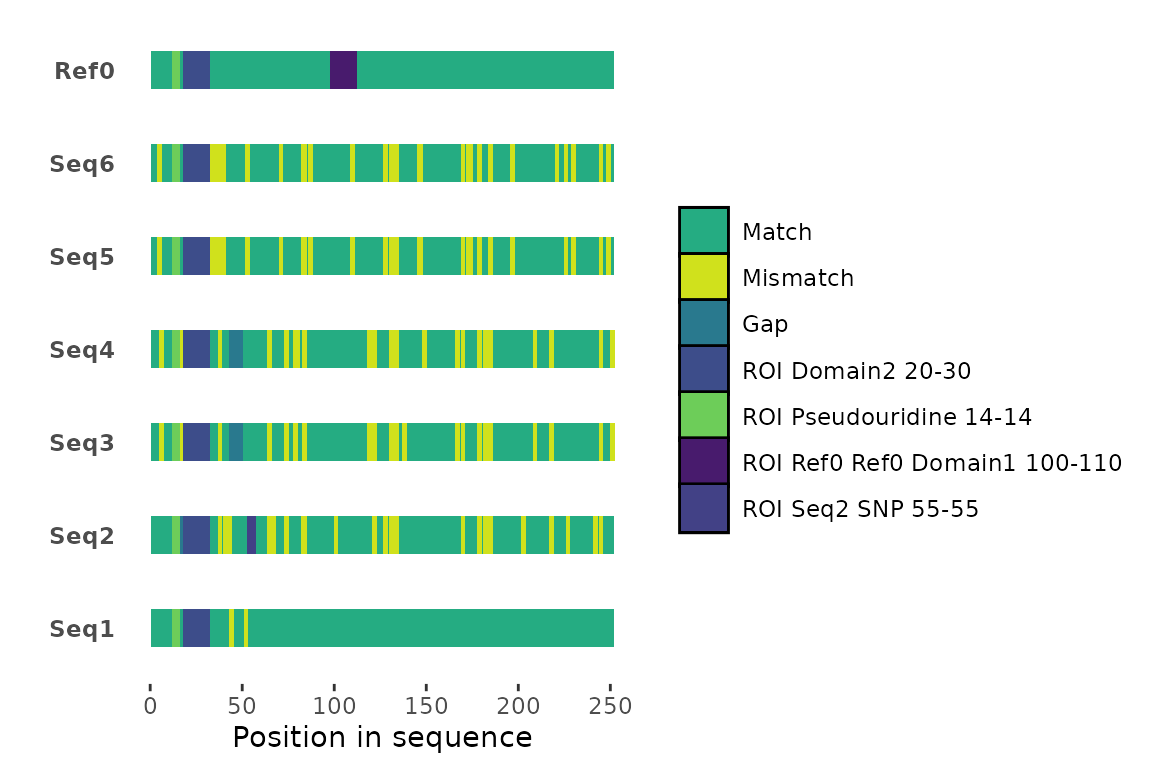 Ref0
Seq6
Seq5
Seq4
Seq3
Seq2
Seq1
0 50 100 150 200 250
Position in sequence
Match
Mismatch
Gap
ROI Domain2 20-30
ROI Pseudouridine 14-14
ROI Ref0 Ref0 Domain1 100-110
ROI Seq2 SNP 55-55